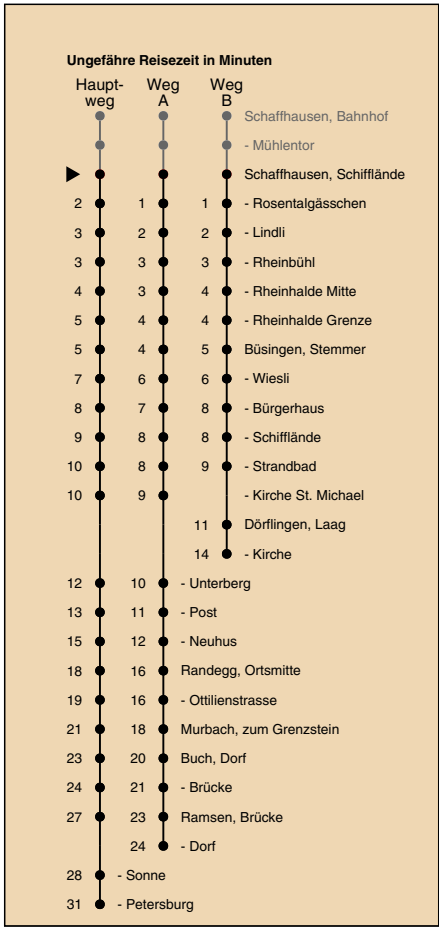 Ungefähre Reisezeit in Minuten
Haupt- Weg Weg
weg A B
Schaffhausen, Bahnhof
- Mühlentor
Schaffhausen, Schifflände
2 1 1 - Rosentalgässchen
3 2 2 - Lindli
3 3 3 - Rheinbühl
4 3 4 - Rheinhalde Mitte
5 4 4 - Rheinhalde Grenze
5 4 5 Büsingen, Stemmer
7 6 6 - Wiesli
8 7 8 - Bürgerhaus
9 8 8 - Schifflände
10 8 9 - Strandbad
10 9 - Kirche St. Michael
11 Dörflingen, Laag
14 - Kirche
12 10 - Unterberg
13 11 - Post
15 12 - Neuhus
18 16 Randegg, Ortsmitte
19 16 - Ottilienstrasse
21 18 Murbach, zum Grenzstein
23 20 Buch, Dorf
24 21 - Brücke
27 23 Ramsen, Brücke
24 - Dorf
28 - Sonne
31 - Petersburg